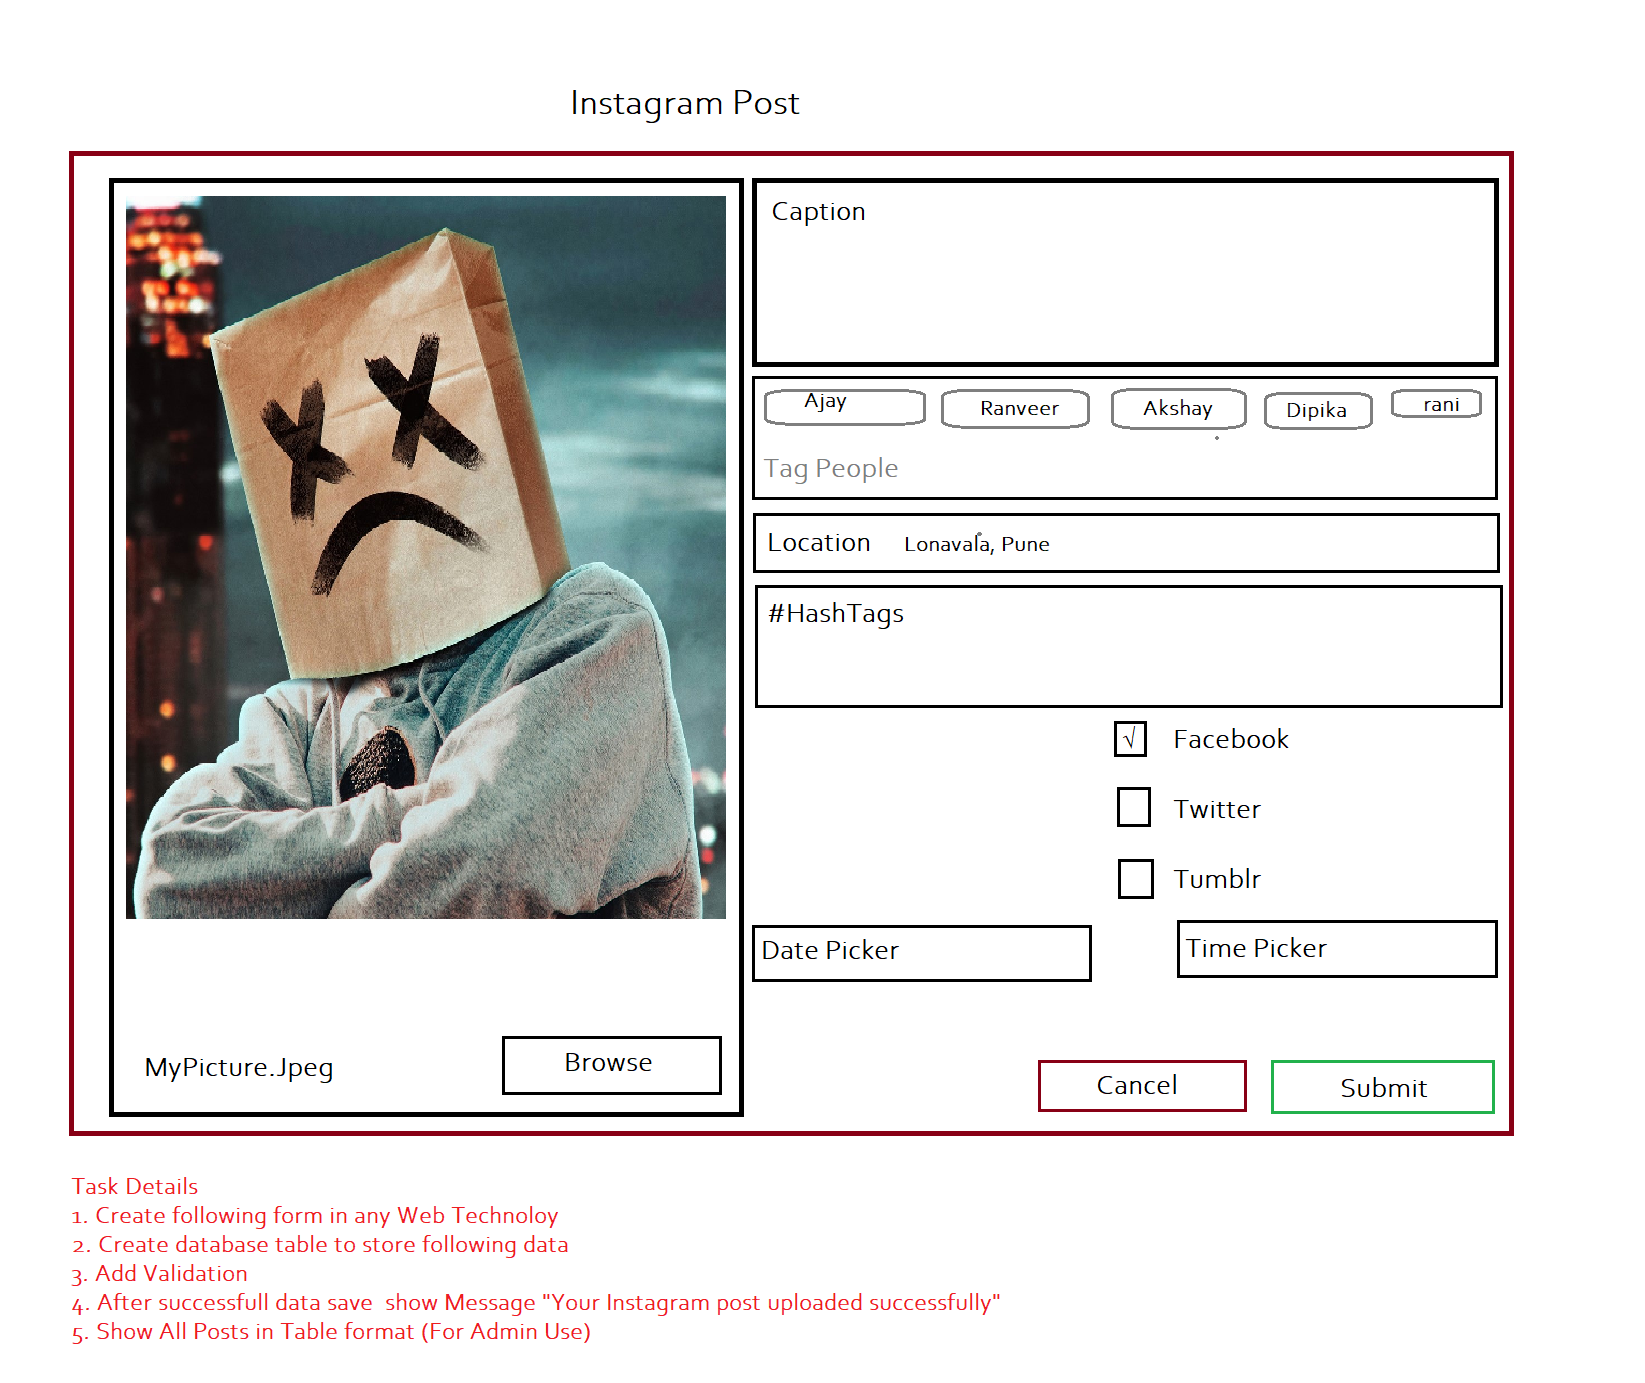 Instagram Post
Caption
Ajay Ranveer Akshay Dipika rani
Tag People
Location Lonavala, Pune
#HashTags
√ Facebook
Twitter
Tumblr
Date Picker Time Picker
MyPicture.Jpeg Browse
Cancel Submit
Task Details
1. Create following form in any Web Technoloy
2. Create database table to store following data
3. Add Validation
4. After successfull data save  show Message "Your Instagram post uploaded successfully"
5. Show All Posts in Table format (For Admin Use)